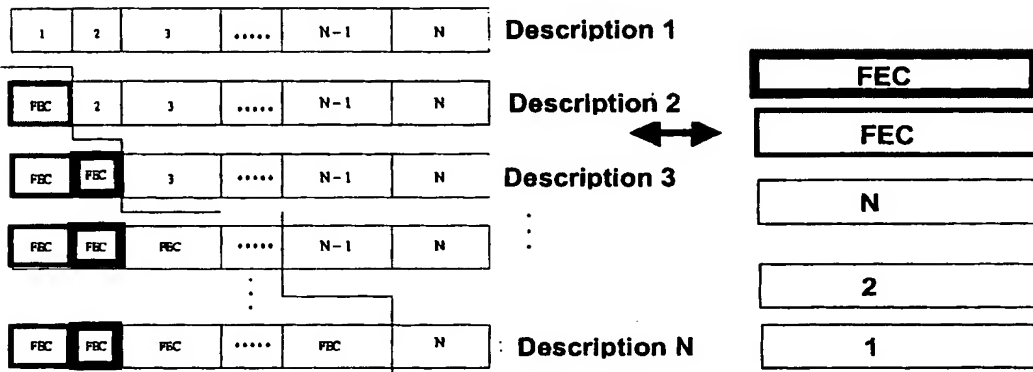 1 2 3 ..... N-1 N Description 1
FEC 2 3 ..... N-1 N Description 2
FEC FEC 3 ..... N-1 N Description 3
FEC FEC FEC ..... N-1 N
FEC FEC FEC ..... FEC N Description N
FEC
FEC
N
2
1